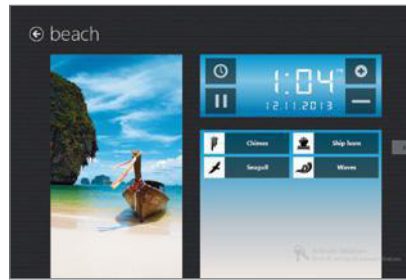 beach
1:04
12.11.2013
Chimes
Ship horn
Seagull
Waves